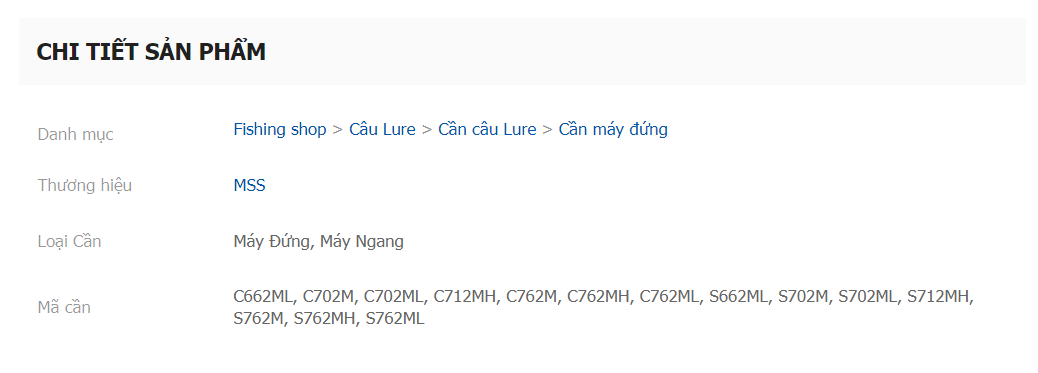 CHI TIẾT SẢN PHẨM
Danh mục
Fishing shop > Câu Lure > Cần câu Lure > Cần máy đứng
Thương hiệu
MSS
Loại Cần
Máy Đứng, Máy Ngang
Mã cần
C662ML, C702M, C702ML, C712MH, C762M, C762MH, C762ML, S662ML, S702M, S702ML, S712MH,
S762M, S762MH, S762ML